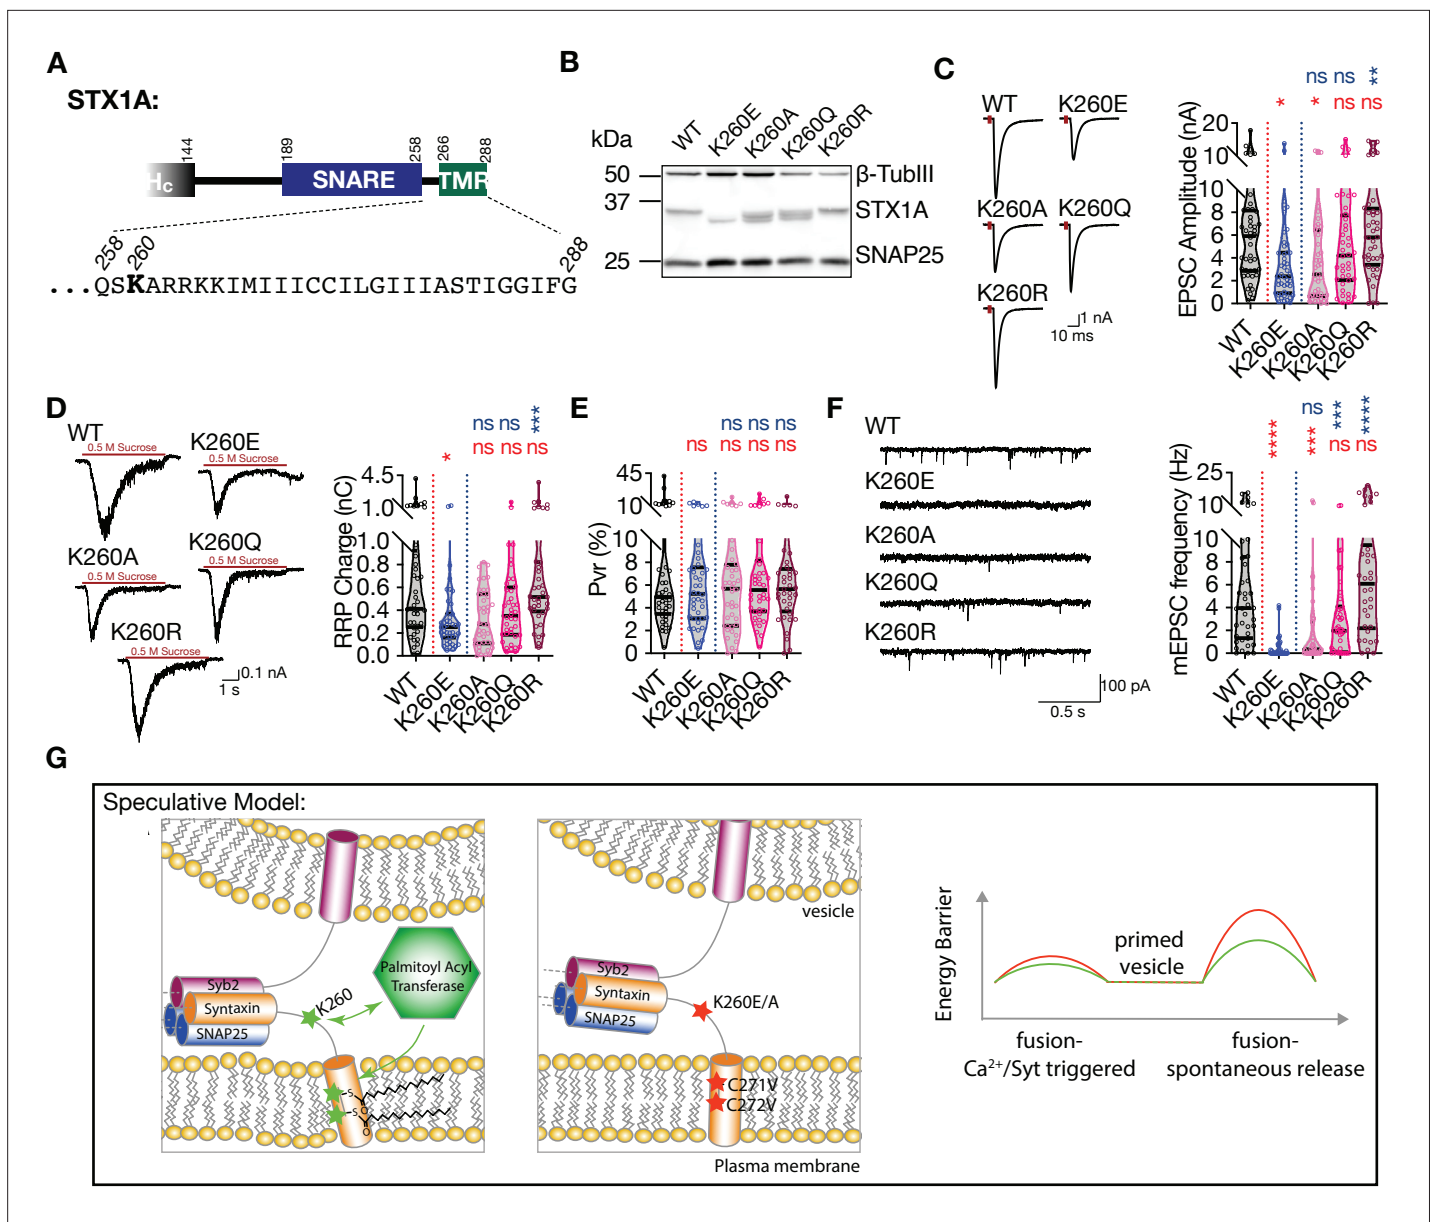 A
STX1A:
144
189
258
266
288
Hc
SNARE
TMR
258
260
288
...QSKARRKKIMIIICCILGIIIASTIGGIFG
B
kDa
WT
K260E
K260A
K260Q
K260R
50
37
25
β-TubIII
STX1A
SNAP25
C
WT
K260E
K260A
K260Q
K260R
1 nA
10 ms
ns ns **
* * ns ns
EPSC Amplitude (nA)
20
10
10
8
6
4
2
0
WT
K260E
K260A
K260Q
K260R
D
WT
0.5 M Sucrose
K260E
0.5 M Sucrose
K260A
0.5 M Sucrose
K260Q
0.5 M Sucrose
K260R
0.5 M Sucrose
0.1 nA
1 s
ns ns ***
* ns ns ns
RRP Charge (nC)
4.5
1.0
1.0
0.8
0.6
0.4
0.2
0.0
WT
K260E
K260A
K260Q
K260R
E
ns ns ns
ns ns ns ns
Pvr (%)
45
10
10
8
6
4
2
0
WT
K260E
K260A
K260Q
K260R
F
WT
K260E
K260A
K260Q
K260R
100 pA
0.5 s
ns *** ****
**** *** ns ns
mEPSC frequency (Hz)
25
10
10
8
6
4
2
0
WT
K260E
K260A
K260Q
K260R
G
Speculative Model:
Syb2
Syntaxin
SNAP25
K260
Palmitoyl Acyl
Transferase
S
O
S
O
vesicle
Syb2
Syntaxin
SNAP25
K260E/A
C271V
C272V
Plasma membrane
Energy Barrier
primed
vesicle
fusion-
Ca²⁺/Syt triggered
fusion-
spontaneous release